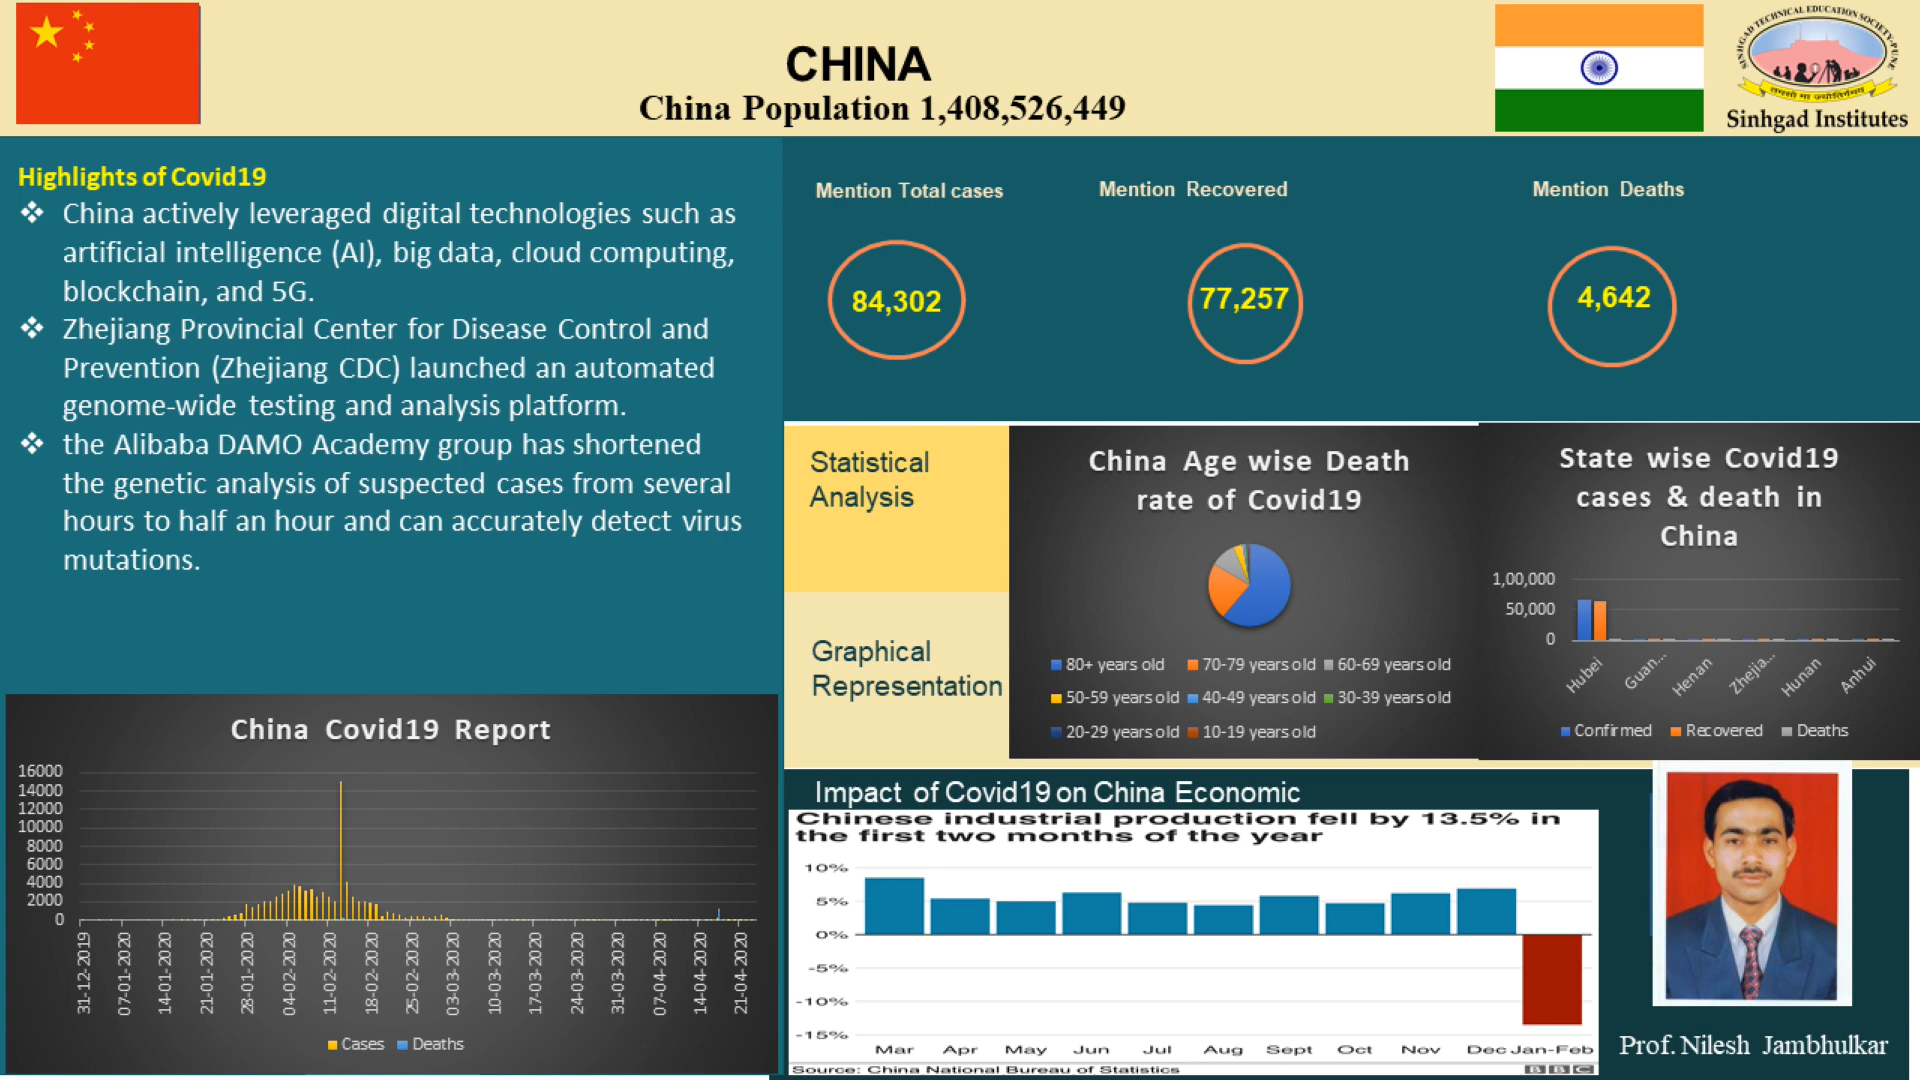 CHINA
China Population 1,408,526,449
SINHGAD TECHNICAL EDUCATION SOCIETY-PUNE
Sinhgad Institutes
Highlights of Covid19
❖ China actively leveraged digital technologies such as
artificial intelligence (AI), big data, cloud computing,
blockchain, and 5G.
❖ Zhejiang Provincial Center for Disease Control and
Prevention (Zhejiang CDC) launched an automated
genome-wide testing and analysis platform.
❖ the Alibaba DAMO Academy group has shortened
the genetic analysis of suspected cases from several
hours to half an hour and can accurately detect virus
mutations.
Mention Total cases
Mention Recovered
Mention Deaths
84,302
77,257
4,642
Statistical
Analysis
Graphical
Representation
China Age wise Death
rate of Covid19
80+ years old 70-79 years old 60-69 years old
50-59 years old 40-49 years old 30-39 years old
20-29 years old 10-19 years old
State wise Covid19
cases & death in
China
1,00,000
50,000
0
Hubei Guan... Henan Zhejia... Hunan Anhui
Confirmed Recovered Deaths
China Covid19 Report
16000
14000
12000
10000
8000
6000
4000
2000
0
31-12-2019 07-01-2020 14-01-2020 21-01-2020 28-01-2020 04-02-2020 11-02-2020 18-02-2020 25-02-2020 03-03-2020 10-03-2020 17-03-2020 24-03-2020 31-03-2020 07-04-2020 14-04-2020 21-04-2020
Cases Deaths
Impact of Covid19 on China Economic
Chinese industrial production fell by 13.5% in
the first two months of the year
10%
5%
0%
-5%
-10%
-15%
Mar Apr May Jun Jul Aug Sept Oct Nov Dec Jan-Feb
Source: China National Bureau of Statistics
BBC
Prof. Nilesh Jambhulkar